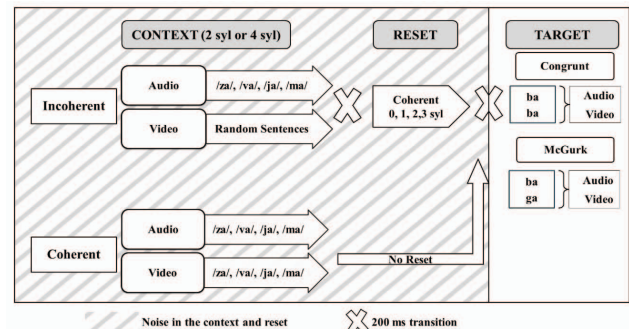 CONTEXT (2 syl or 4 syl)
RESET
TARGET
Incoherent
Audio
/za/, /va/, /ja/, /ma/
Video
Random Sentences
Coherent
0, 1, 2,3 syl
Congrunt
ba
ba
Audio
Video
McGurk
ba
ga
Audio
Video
Coherent
Audio
/za/, /va/, /ja/, /ma/
Video
/za/, /va/, /ja/, /ma/
No Reset
Noise in the context and reset
200 ms transition